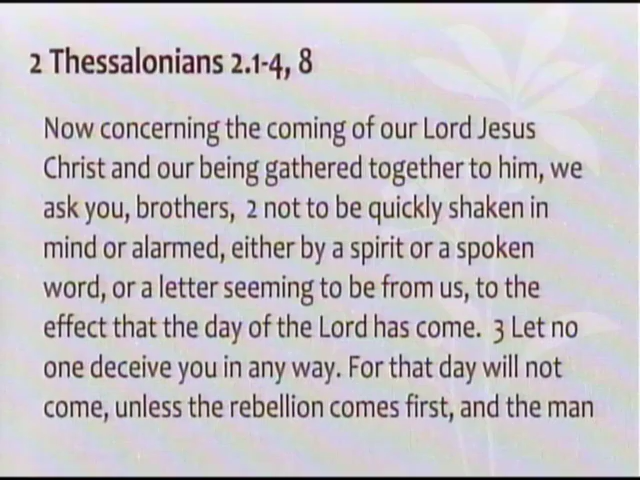 2 Thessalonians 2.1-4, 8
Now concerning the coming of our Lord Jesus
Christ and our being gathered together to him, we
ask you, brothers, 2 not to be quickly shaken in
mind or alarmed, either by a spirit or a spoken
word, or a letter seeming to be from us, to the
effect that the day of the Lord has come. 3 Let no
one deceive you in any way. For that day will not
come, unless the rebellion comes first, and the man